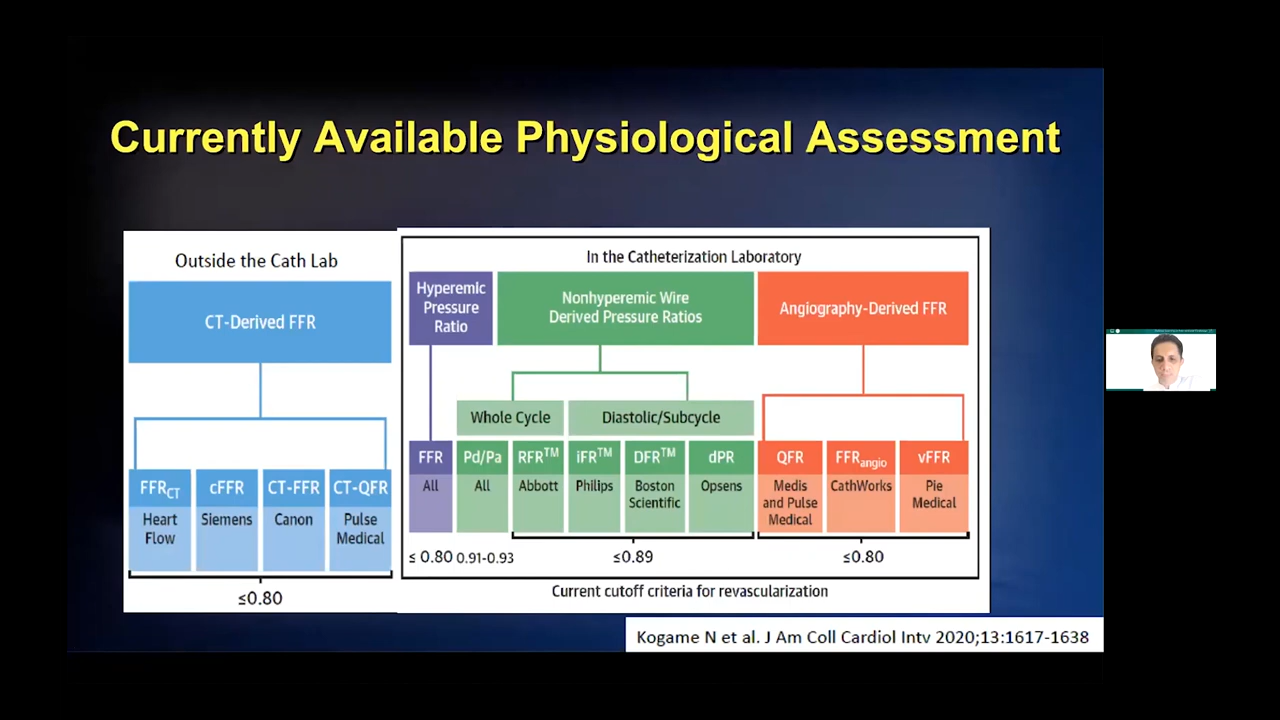 Currently Available Physiological Assessment
Outside the Cath Lab
CT-Derived FFR
FFRCT
Heart
Flow
cFFR
Siemens
CT-FFR
Canon
CT-QFR
Pulse
Medical
≤0.80
In the Catheterization Laboratory
Hyperemic
Pressure
Ratio
Nonhyperemic Wire
Derived Pressure Ratios
Angiography-Derived FFR
Whole Cycle
Diastolic/Subcycle
FFR
All
Pd/Pa
All
RFR™
Abbott
iFR™
Philips
DFR™
Boston
Scientific
dPR
Opsens
QFR
Medis
and Pulse
Medical
FFRangio
CathWorks
vFFR
Pie
Medical
≤ 0.80
0.91-0.93
≤0.89
≤0.80
Current cutoff criteria for revascularization
Kogame N et al. J Am Coll Cardiol Intv 2020;13:1617-1638